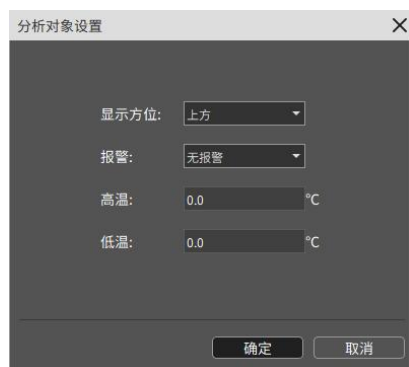 分析对象设置
显示方位: 上方
报警: 无报警
高温: 0.0 °C
低温: 0.0 °C
确定 取消